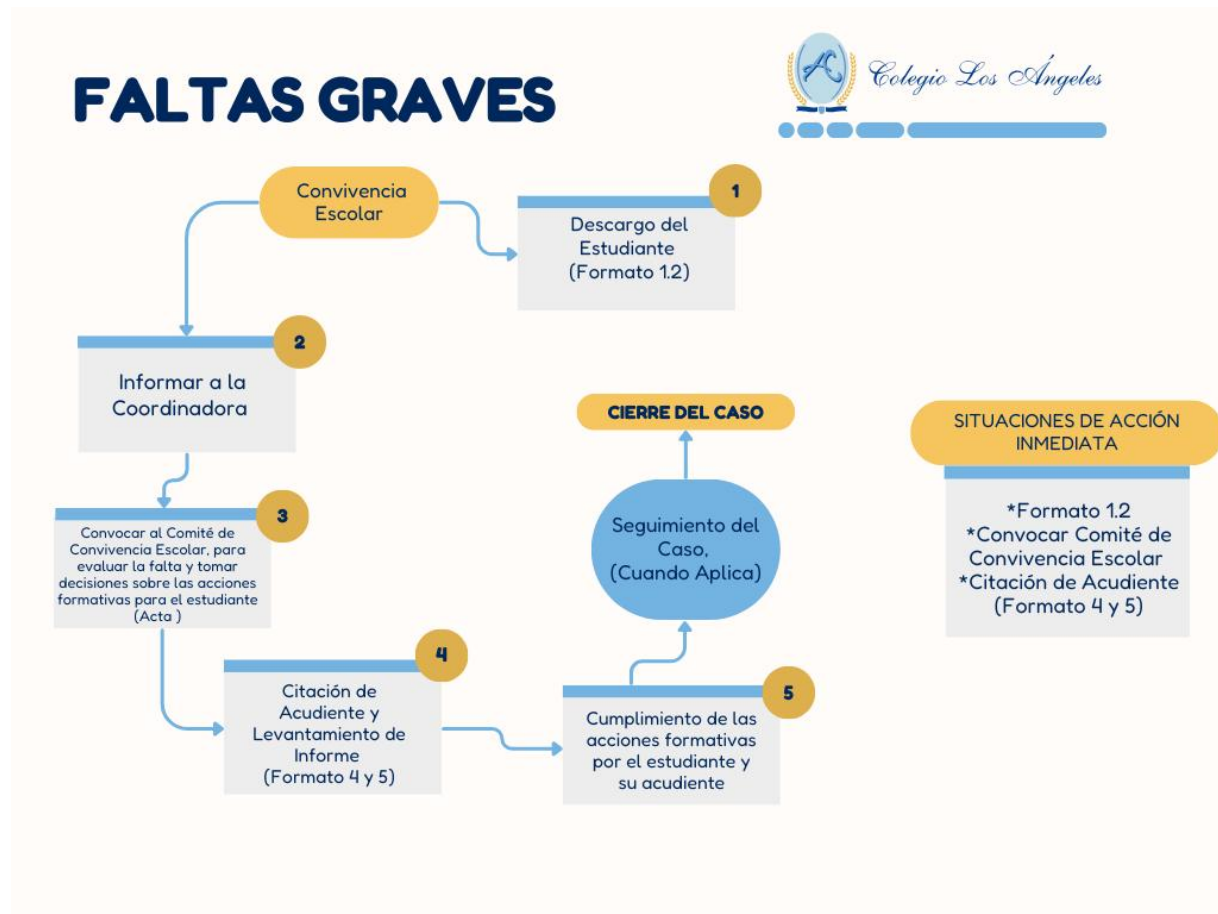 FALTAS GRAVES
AC
Colegio Los Ángeles
Convivencia
Escolar
1
Descargo del
Estudiante
(Formato 1.2)
2
Informar a la
Coordinadora
3
Convocar al Comité de
Convivencia Escolar, para
evaluar la falta y tomar
decisiones sobre las acciones
formativas para el estudiante
(Acta )
4
Citación de
Acudiente y
Levantamiento de
Informe
(Formato 4 y 5)
5
Cumplimiento de las
acciones formativas
por el estudiante y
su acudiente
Seguimiento del
Caso,
(Cuando Aplica)
CIERRE DEL CASO
SITUACIONES DE ACCIÓN
INMEDIATA
*Formato 1.2
*Convocar Comité de
Convivencia Escolar
*Citación de Acudiente
(Formato 4 y 5)